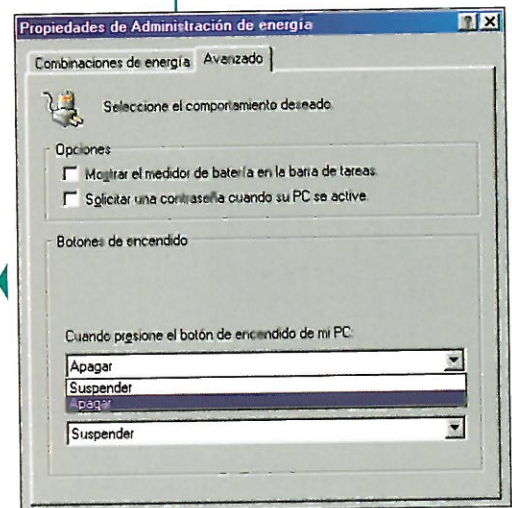 Propiedades de Administración de energía
Combinaciones de energía Avanzado
Seleccione el comportamiento deseado.
Opciones
Mostrar el medidor de batería en la barra de tareas.
Solicitar una contraseña cuando su PC se active.
Botones de encendido
Cuando presione el botón de encendido de mi PC:
Apagar
Suspender
Apagar
Suspender